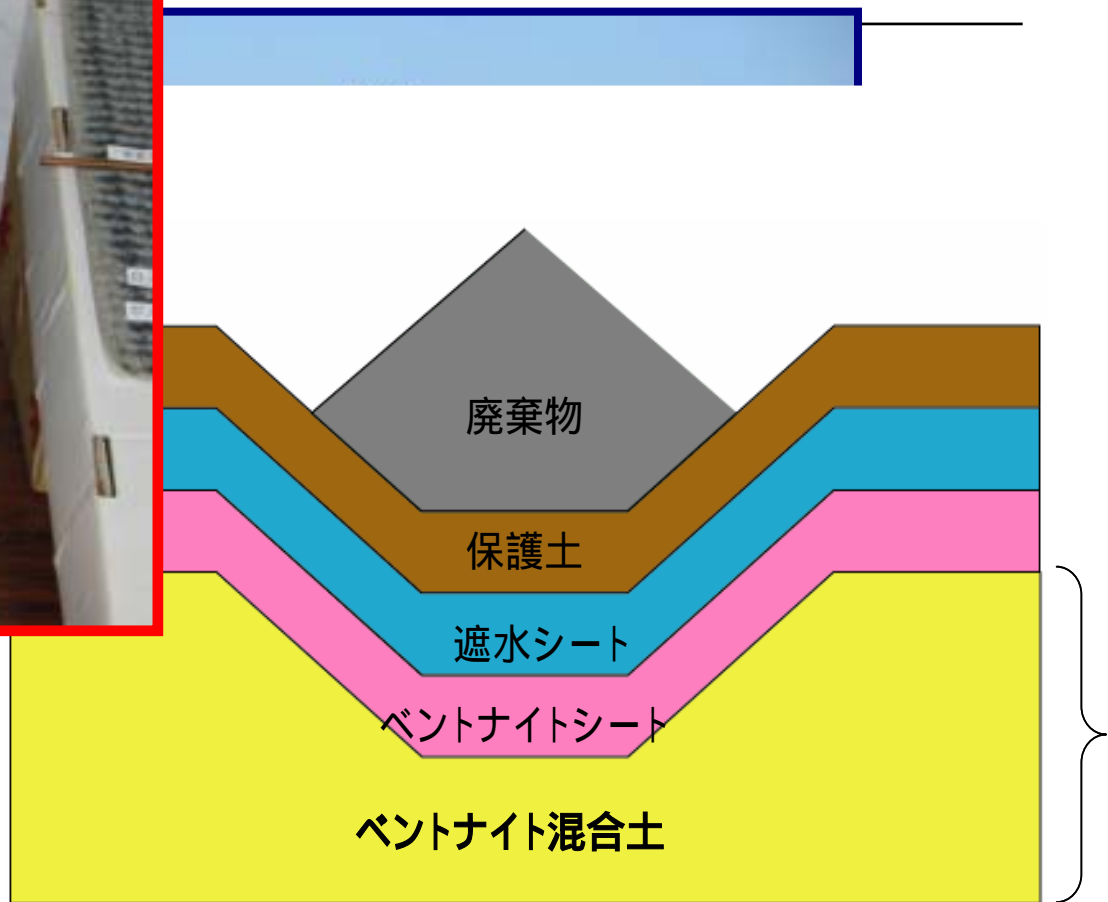 廃棄物
保護土
遮水シート
ベントナイトシート
ベントナイト混合土